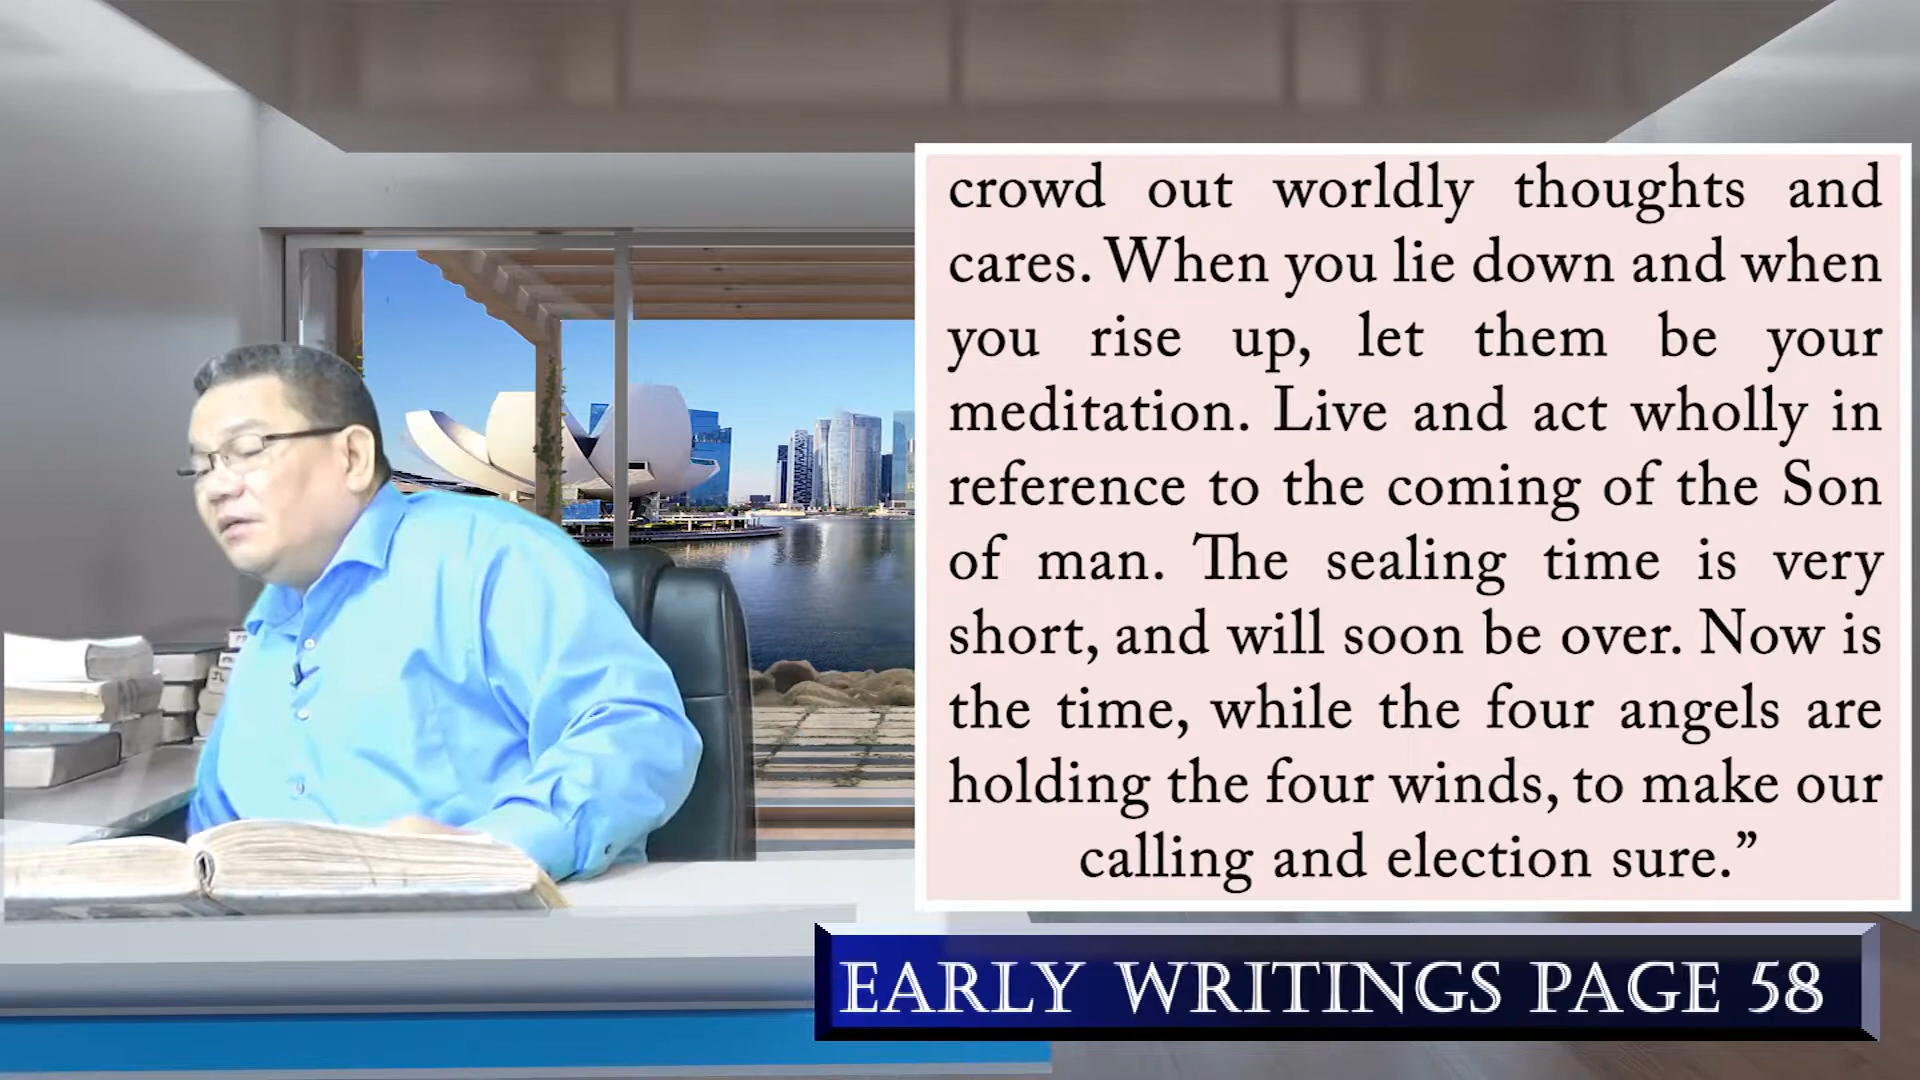 crowd out worldly thoughts and
cares. When you lie down and when
you rise up, let them be your
meditation. Live and act wholly in
reference to the coming of the Son
of man. The sealing time is very
short, and will soon be over. Now is
the time, while the four angels are
holding the four winds, to make our
calling and election sure.”
EARLY WRITINGS PAGE 58